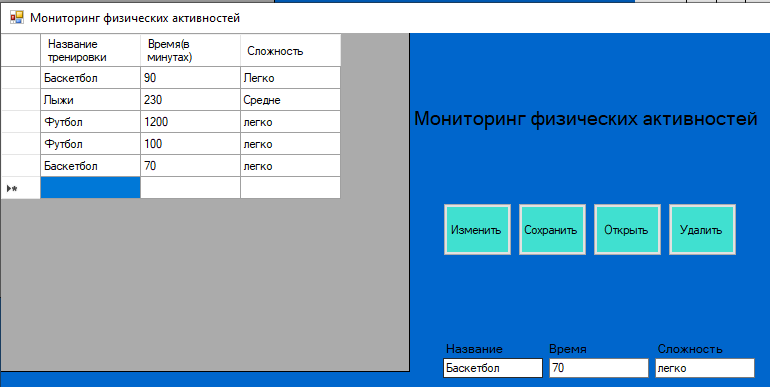 Мониторинг физических активностей
Название тренировки Время(в минутах) Сложность
Баскетбол 90 Легко
Лыжи 230 Средне
Футбол 1200 легко
Футбол 100 легко
Баскетбол 70 легко
Мониторинг физических активностей
Изменить Сохранить Открыть Удалить
Название Время Сложность
Баскетбол 70 легко